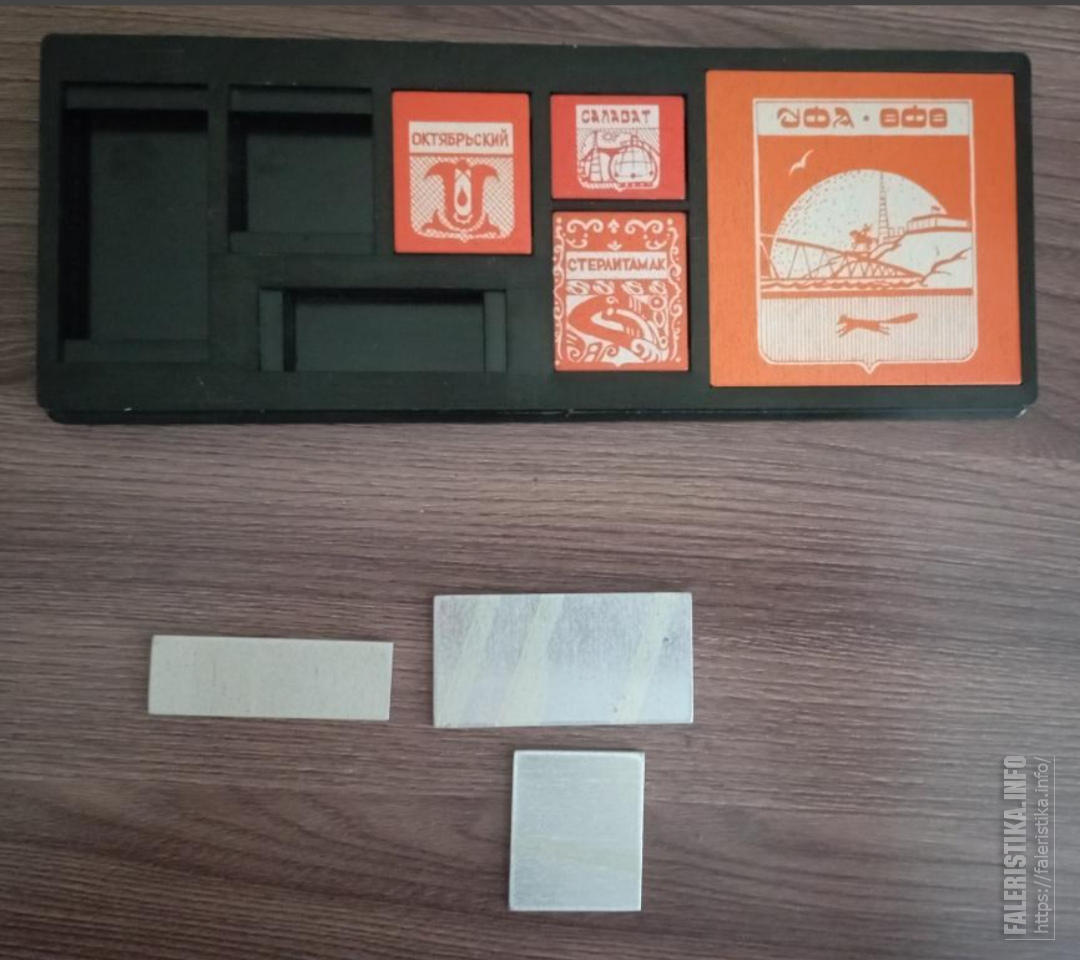 ОКТЯБРЬСКИЙ
САЛАВАТ
СТЕРЛИТАМАК
УФА · ӨФӨ
FALERISTIKA.INFO
https://faleristika.info/